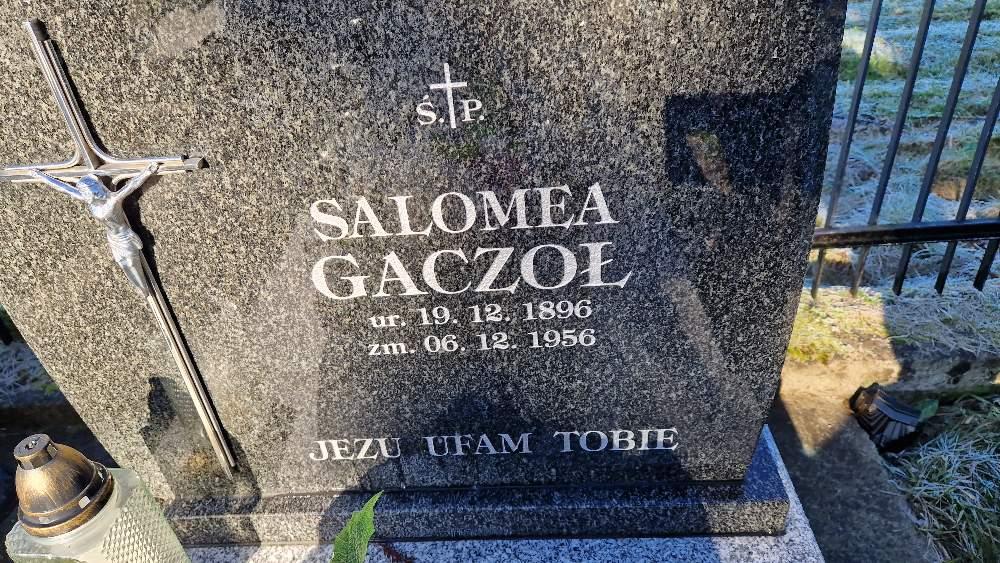 Ś.P.
SALOMEA
GACZOŁ
ur. 19. 12. 1896
zm. 06. 12. 1956
JEZU UFAM TOBIE